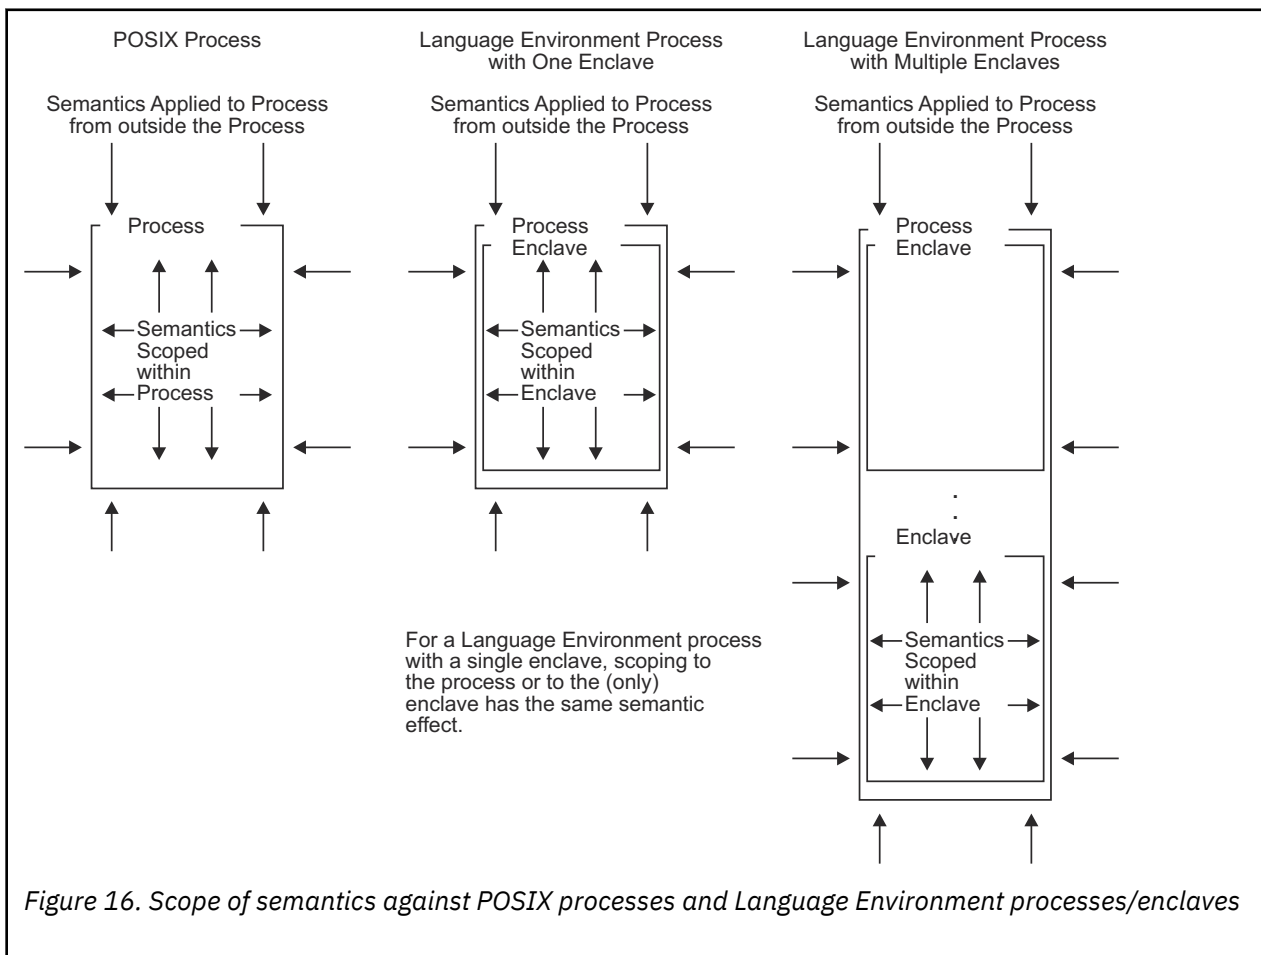 POSIX Process
Semantics Applied to Process
from outside the Process
Process
Semantics
Scoped
within
Process
Language Environment Process
with One Enclave
Semantics Applied to Process
from outside the Process
Process
Enclave
Semantics
Scoped
within
Enclave
For a Language Environment process
with a single enclave, scoping to
the process or to the (only)
enclave has the same semantic
effect.
Language Environment Process
with Multiple Enclaves
Semantics Applied to Process
from outside the Process
Process
Enclave
Enclave
Semantics
Scoped
within
Enclave
Figure 16. Scope of semantics against POSIX processes and Language Environment processes/enclaves